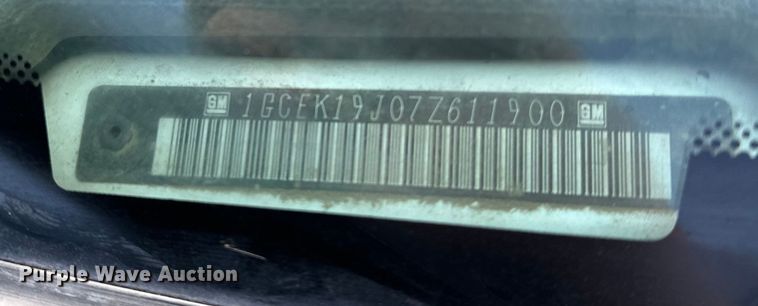 GM 1GCEK19J07Z611900 GM
Purple Wave Auction